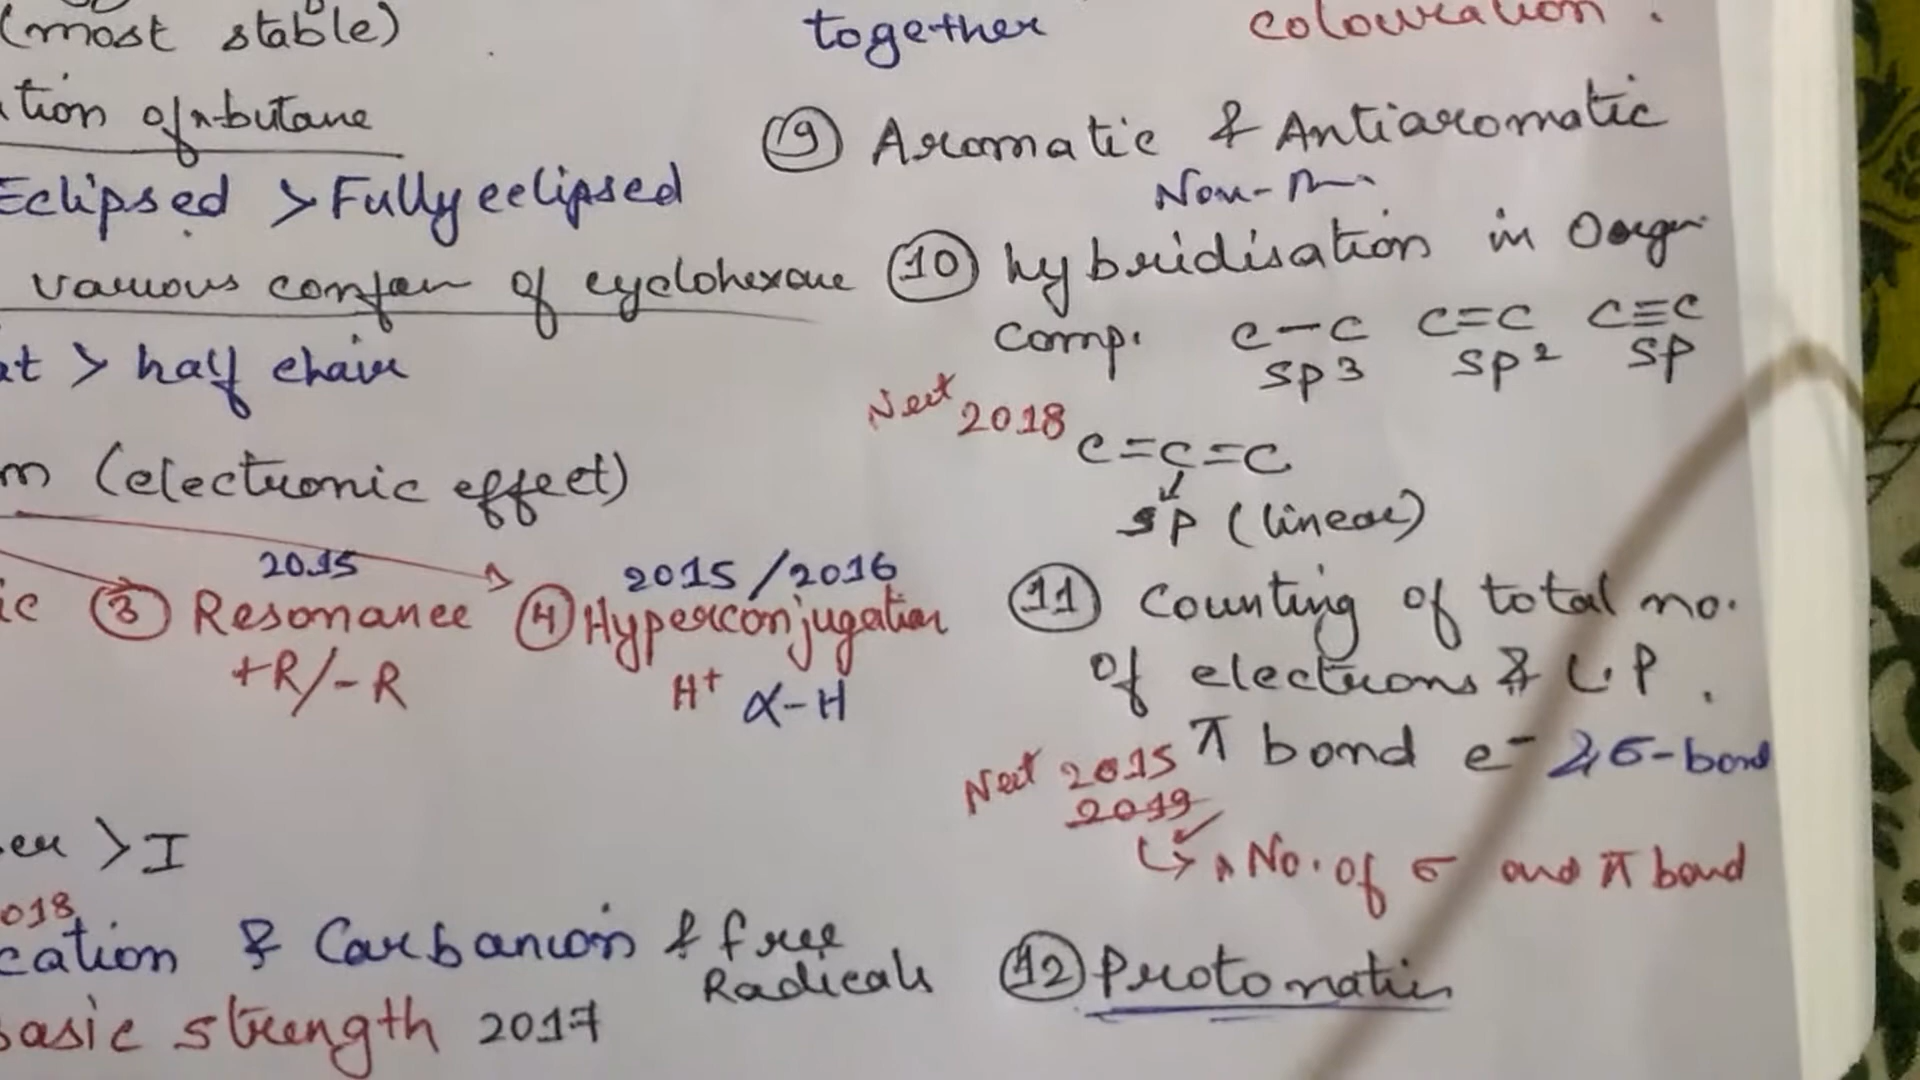 (most stable)
tion of n-butane
Eclipsed > Fully eclipsed
various confor of cyclohexane
at > half chair
m (electronic effect)
2015
ic ③ Resonance
+R/-R
2015/2016
④ Hyperconjugation
H⁺ α-H
er > I
018
cation & Carbanion & free
Radicals
basic strength 2017
together colouration.
⑨ Aromatic & Antiaromatic
Non-
⑩ hybridisation in Organ
Comp. C-C C=C C≡C
sp3 sp² sp
Neet 2018 C=C=C
sp (linear)
⑪ Counting of total no.
of electrons & L.P.
π bond e⁻ & σ-bond
Neet 2015
2019
↳ No. of σ and π bond
⑫ Protonation